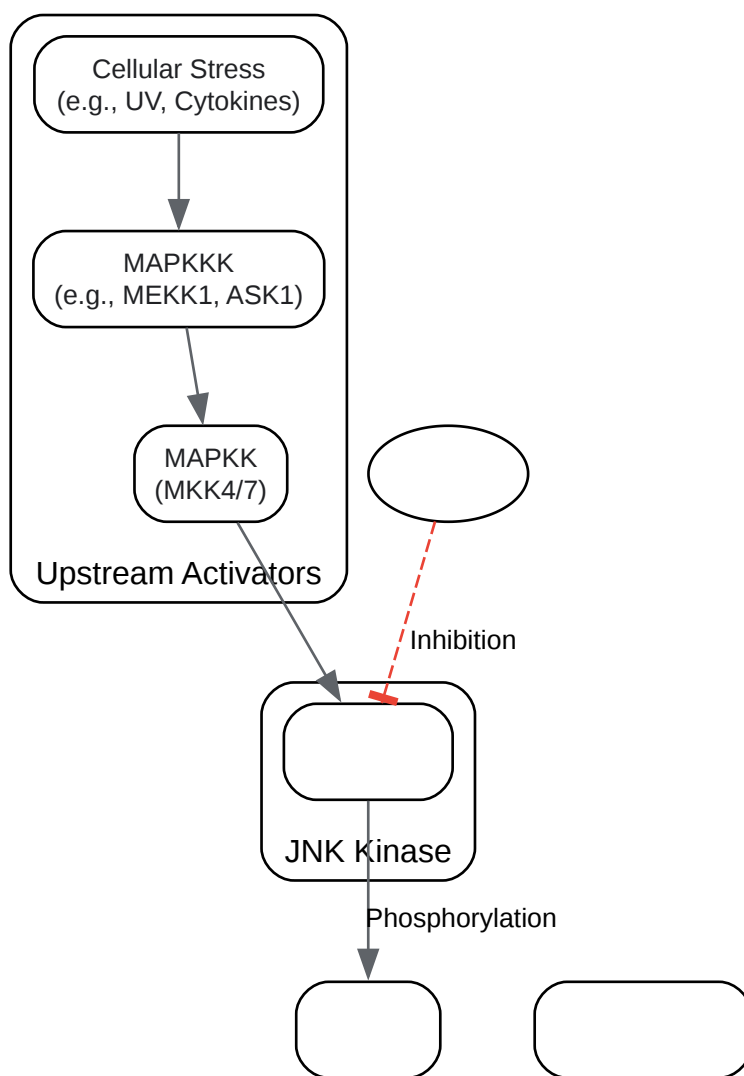 Cellular Stress
(e.g., UV, Cytokines)
MAPKKK
(e.g., MEKK1, ASK1)
MAPKK
(MKK4/7)
Upstream Activators
Inhibition
JNK Kinase
Phosphorylation